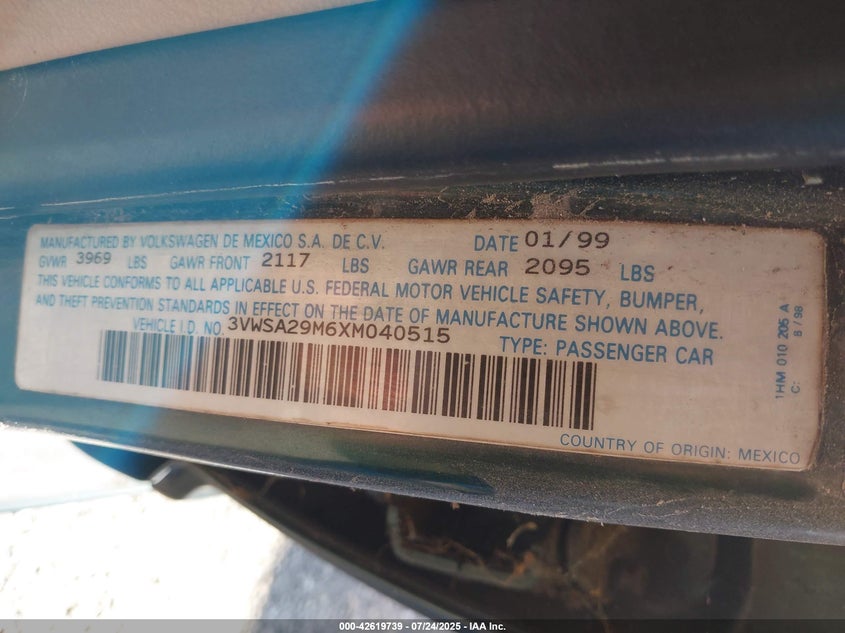 MANUFACTURED BY VOLKSWAGEN DE MEXICO S.A. DE C.V. DATE 01/99
GVWR 3969 LBS GAWR FRONT 2117 LBS GAWR REAR 2095 LBS
THIS VEHICLE CONFORMS TO ALL APPLICABLE U.S. FEDERAL MOTOR VEHICLE SAFETY, BUMPER,
AND THEFT PREVENTION STANDARDS IN EFFECT ON THE DATE OF MANUFACTURE SHOWN ABOVE.
VEHICLE I.D. NO. 3VWSA29M6XM040515 TYPE: PASSENGER CAR
COUNTRY OF ORIGIN: MEXICO
1HM 010 205 A
C: 8 / 98
000-42619739 - 07/24/2025 - IAA Inc.